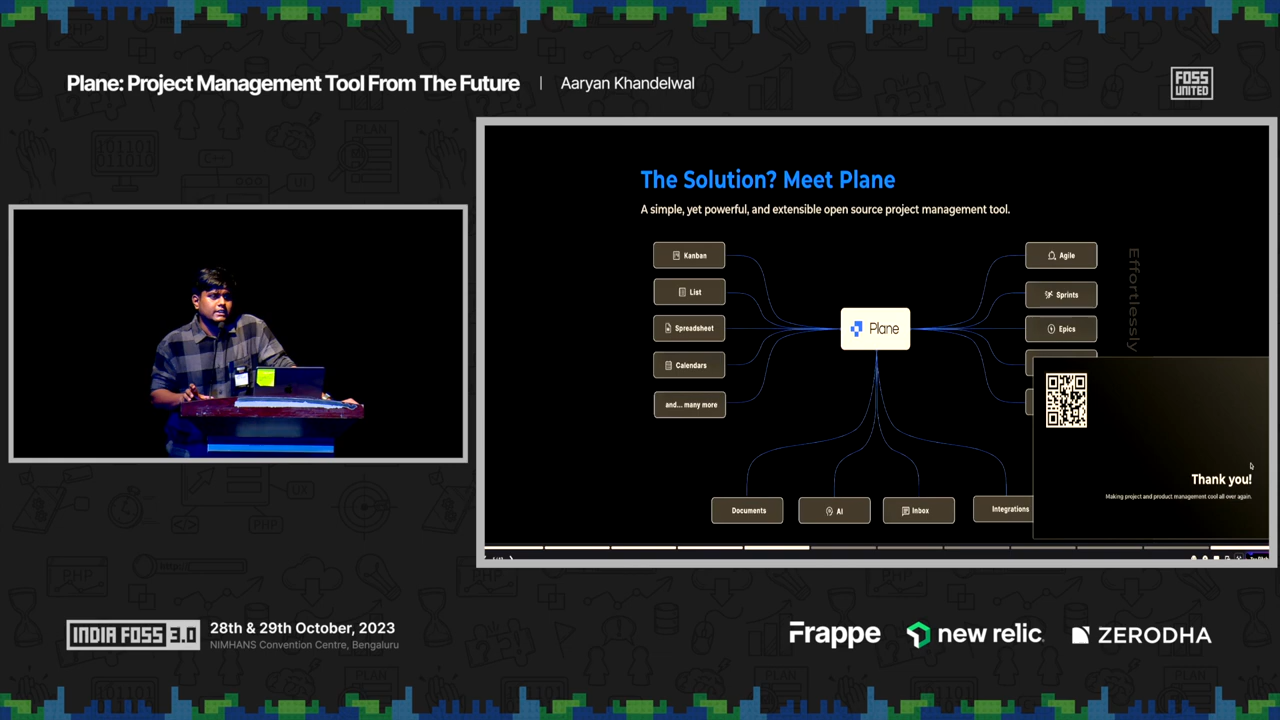 Plane: Project Management Tool From The Future | Aaryan Khandelwal
FOSS
UNITED
The Solution? Meet Plane
A simple, yet powerful, and extensible open source project management tool.
Kanban
List
Spreadsheet
Calendars
and... many more
Plane
Agile
Sprints
Epics
Effortlessly
Documents
AI
Inbox
Integrations
Thank you!
Making project and product management cool all over again.
INDIA FOSS 3.0
28th & 29th October, 2023
NIMHANS Convention Centre, Bengaluru
Frappe
new relic
ZERODHA